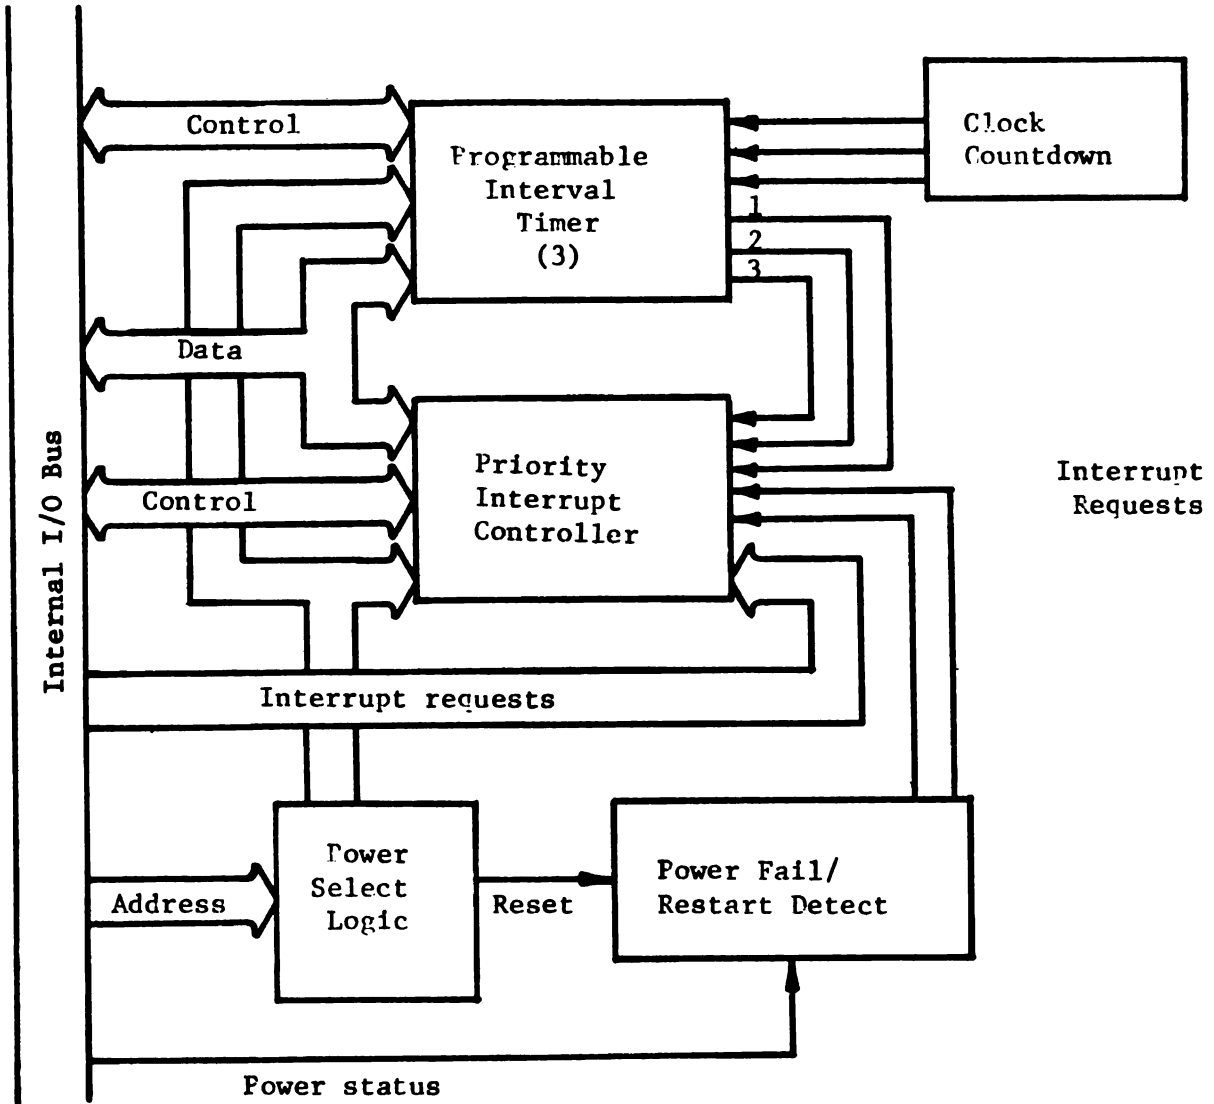 Control
Programmable
Interval
Timer
(3)
Clock
Countdown
1
2
3
Data
Internal I/O Bus
Control
Priority
Interrupt
Controller
Interrupt
Requests
Interrupt requests
Power
Select
Logic
Address
Reset
Power Fail/
Restart Detect
Power status